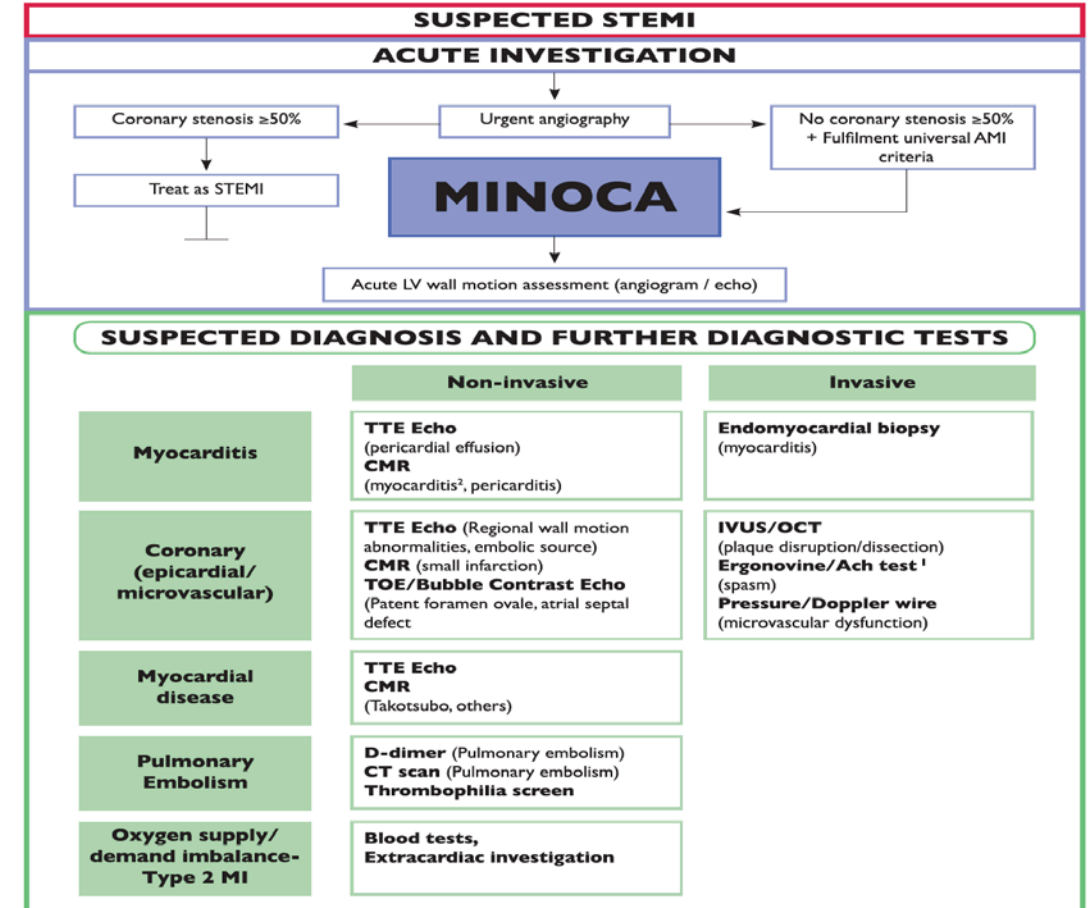 SUSPECTED STEMI
ACUTE INVESTIGATION
Coronary stenosis ≥50%
Urgent angiography
No coronary stenosis ≥50%
+ Fulfilment universal AMI
criteria
Treat as STEMI
MINOCA
Acute LV wall motion assessment (angiogram / echo)
SUSPECTED DIAGNOSIS AND FURTHER DIAGNOSTIC TESTS
Non-invasive
Invasive
Myocarditis
TTE Echo
(pericardial effusion)
CMR
(myocarditis², pericarditis)
Endomyocardial biopsy
(myocarditis)
Coronary
(epicardial/
microvascular)
TTE Echo (Regional wall motion
abnormalities, embolic source)
CMR (small infarction)
TOE/Bubble Contrast Echo
(Patent foramen ovale, atrial septal
defect
IVUS/OCT
(plaque disruption/dissection)
Ergonovine/Ach test ¹
(spasm)
Pressure/Doppler wire
(microvascular dysfunction)
Myocardial
disease
TTE Echo
CMR
(Takotsubo, others)
Pulmonary
Embolism
D-dimer (Pulmonary embolism)
CT scan (Pulmonary embolism)
Thrombophilia screen
Oxygen supply/
demand imbalance-
Type 2 MI
Blood tests,
Extracardiac investigation